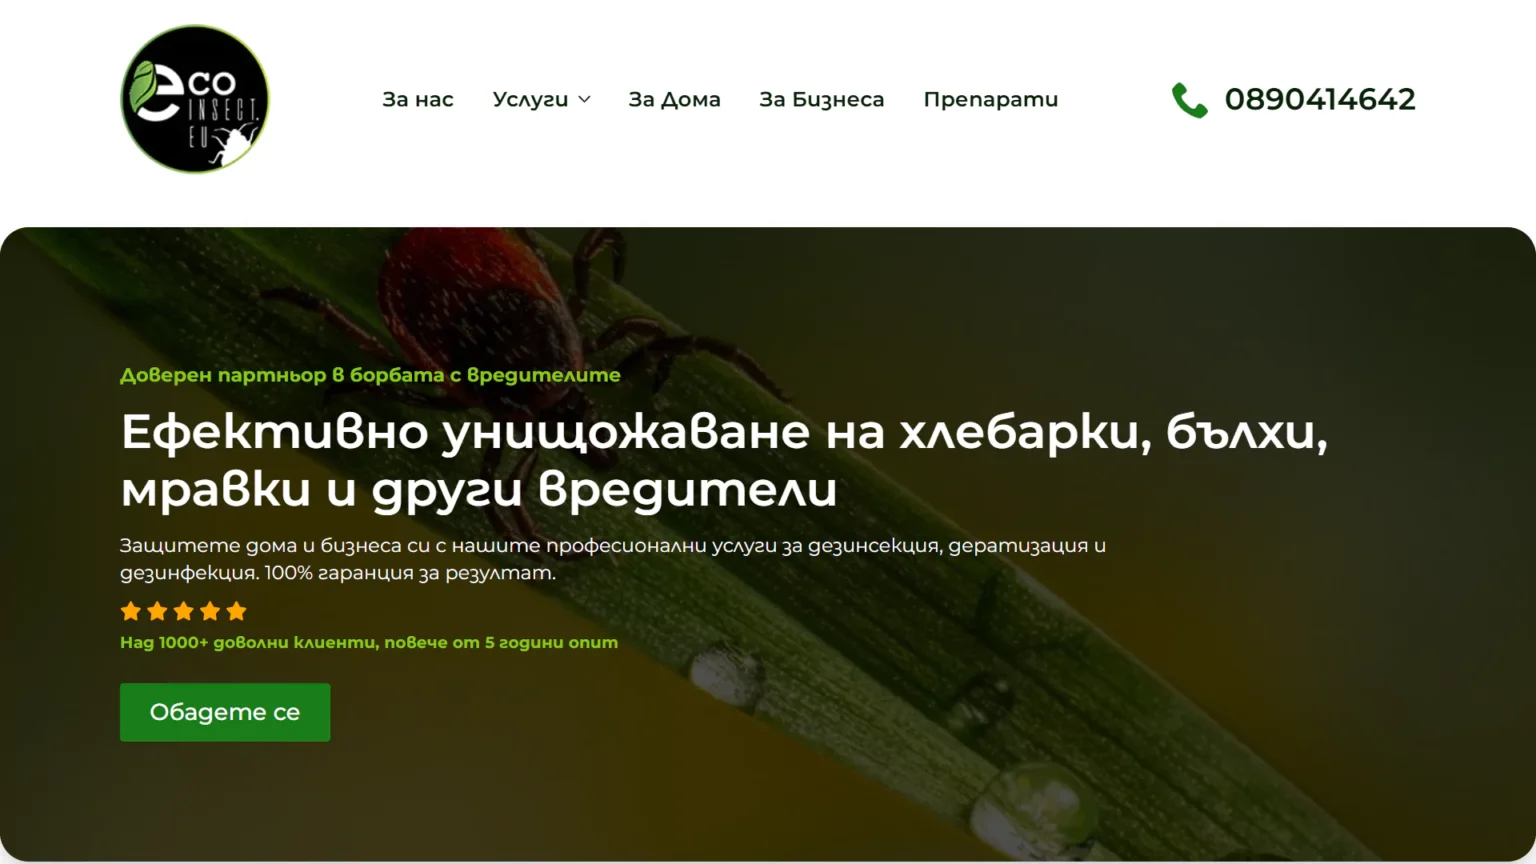 eco
INSECT.
EU
За нас
Услуги
За Дома
За Бизнеса
Препарати
0890414642
Доверен партньор в борбата с вредителите
Ефективно унищожаване на хлебарки, бълхи,
мравки и други вредители
Защитете дома и бизнеса си с нашите професионални услуги за дезинсекция, дератизация и
дезинфекция. 100% гаранция за резултат.
Над 1000+ доволни клиенти, повече от 5 години опит
Обадете се